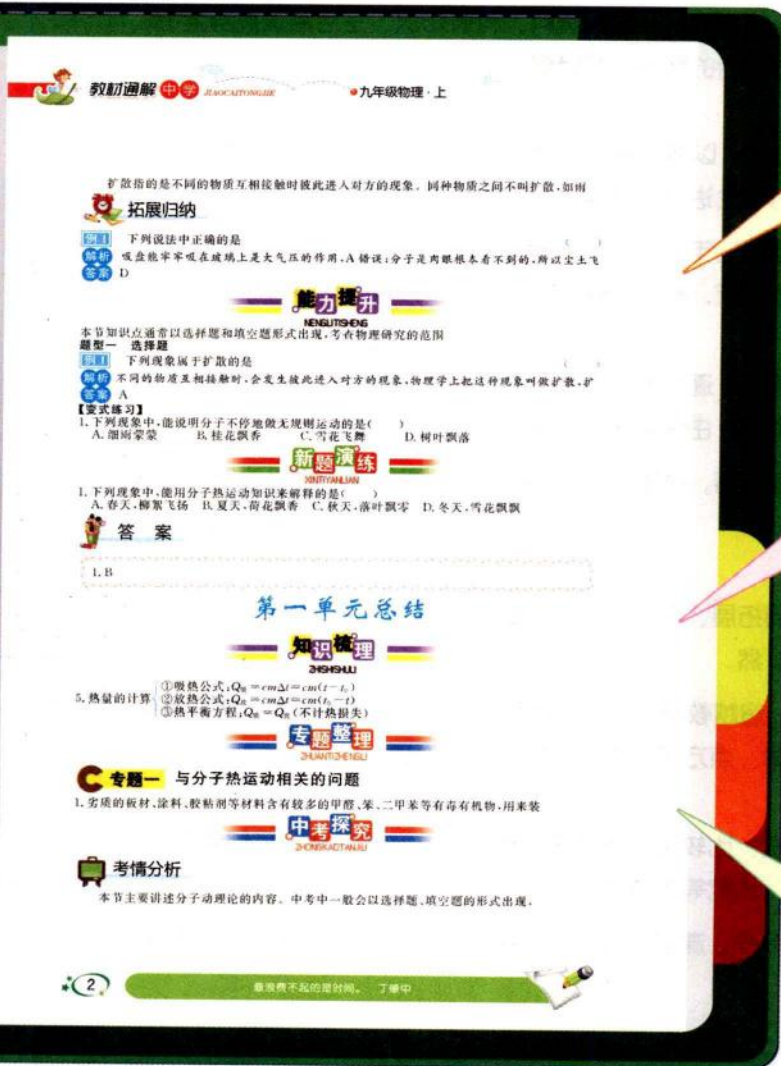 教材通解 中学 JIAOCAITONGJIE
九年级物理·上
扩散指的是不同的物质互相接触时彼此进入对方的现象。同种物质之间不叫扩散,如雨
拓展归纳
例1 下列说法中正确的是 ( )
解析 吸盘能牢牢吸在玻璃上是大气压的作用,A 错误;分子是肉眼根本看不到的,所以尘土飞
答案 D
能力提升
NENGLITISHENG
本节知识点通常以选择题和填空题形式出现,考查物理研究的范围
题型一 选择题
例1 下列现象属于扩散的是 ( )
解析 不同的物质互相接触时,会发生彼此进入对方的现象,物理学上把这种现象叫做扩散,扩
答案 A
【变式练习】
1.下列现象中,能说明分子不停地做无规则运动的是( )
A.细雨蒙蒙 B.桂花飘香 C.雪花飞舞 D.树叶飘落
新题演练
XINTIYANLIAN
1.下列现象中,能用分子热运动知识来解释的是( )
A.春天,柳絮飞扬 B.夏天,荷花飘香 C.秋天,落叶飘零 D.冬天,雪花飘飘
答案
1.B
第一单元总结
知识梳理
ZHISHISHULI
5.热量的计算
①吸热公式:Q吸=cmΔt=cm(t-t₀)
②放热公式:Q放=cmΔt=cm(t₀-t)
③热平衡方程:Q吸=Q放(不计热损失)
专题整理
ZHUANTIZHENGLI
专题一 与分子热运动相关的问题
1.劣质的板材、涂料、胶粘剂等材料含有较多的甲醛、苯、二甲苯等有毒有机物,用来装
中考探究
ZHONGKAOTANJIU
考情分析
本节主要讲述分子动理论的内容。中考中一般会以选择题、填空题的形式出现。
2
最浪费不起的是时间。 丁肇中